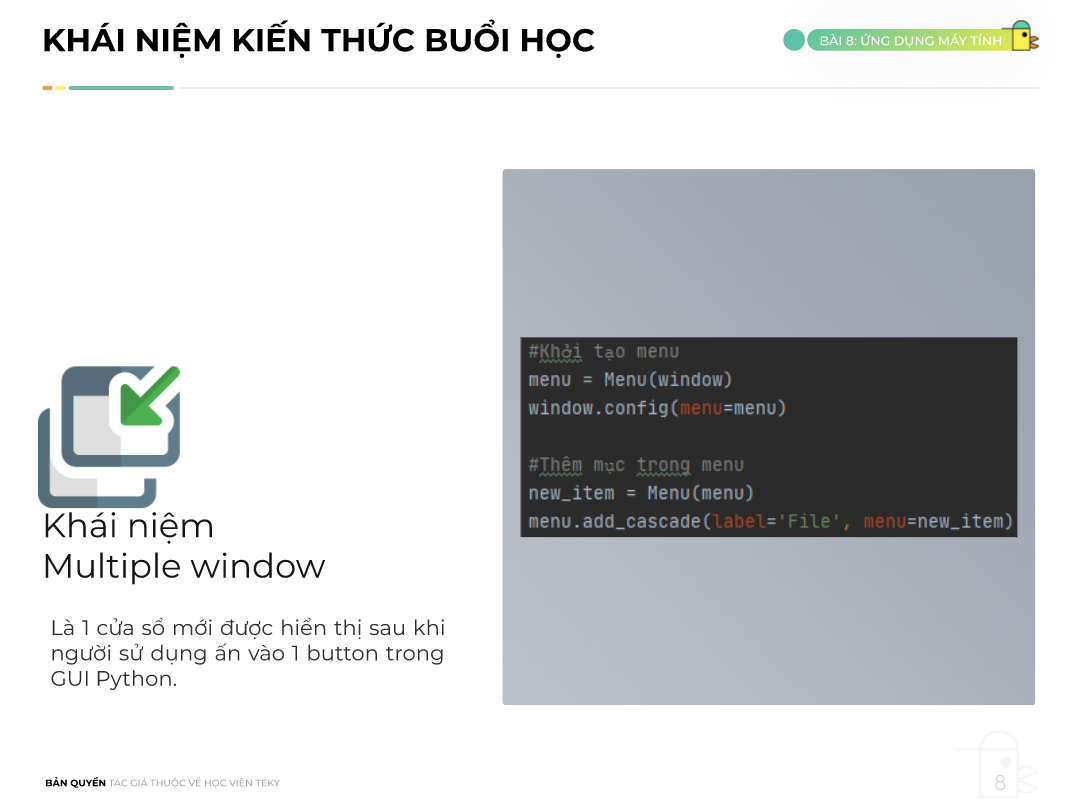 KHÁI NIỆM KIẾN THỨC BUỔI HỌC
BÀI 8: ỨNG DỤNG MÁY TÍNH
#Khởi tạo menu
menu = Menu(window)
window.config(menu=menu)
#Thêm mục trong menu
new_item = Menu(menu)
menu.add_cascade(label='File', menu=new_item)
Khái niệm
Multiple window
Là 1 cửa sổ mới được hiển thị sau khi
người sử dụng ấn vào 1 button trong
GUI Python.
BẢN QUYỀN TÁC GIẢ THUỘC VỀ HỌC VIỆN TEKY
8